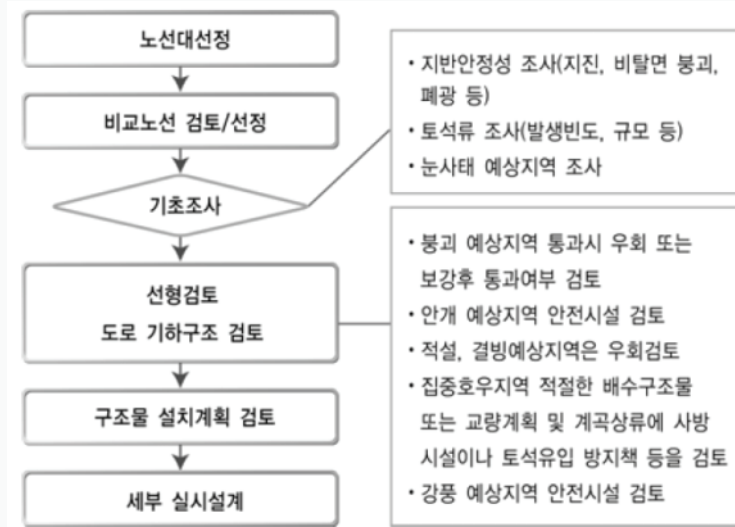 노선대선정
비교노선 검토/선정
기초조사
선형검토
도로 기하구조 검토
구조물 설치계획 검토
세부 실시설계
· 지반안정성 조사(지진, 비탈면 붕괴,
폐광 등)
· 토석류 조사(발생빈도, 규모 등)
· 눈사태 예상지역 조사
· 붕괴 예상지역 통과시 우회 또는
보강후 통과여부 검토
· 안개 예상지역 안전시설 검토
· 적설, 결빙예상지역은 우회검토
· 집중호우지역 적절한 배수구조물
또는 교량계획 및 계곡상류에 사방
시설이나 토석유입 방지책 등을 검토
· 강풍 예상지역 안전시설 검토